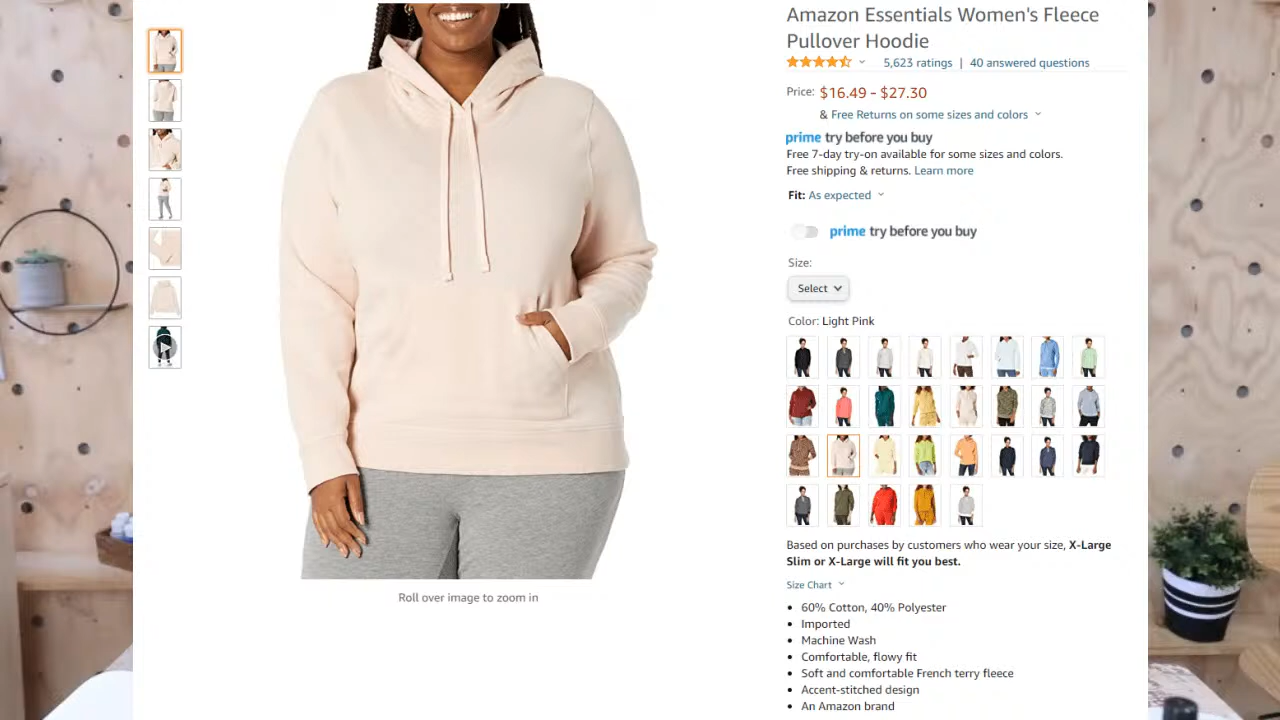 Amazon Essentials Women's Fleece
Pullover Hoodie
5,623 ratings | 40 answered questions
Price: $16.49 - $27.30
& Free Returns on some sizes and colors
prime try before you buy
Free 7-day try-on available for some sizes and colors.
Free shipping & returns. Learn more
Fit: As expected
prime try before you buy
Size:
Select
Color: Light Pink
Based on purchases by customers who wear your size, X-Large
Slim or X-Large will fit you best.
Size Chart
• 60% Cotton, 40% Polyester
• Imported
• Machine Wash
• Comfortable, flowy fit
• Soft and comfortable French terry fleece
• Accent-stitched design
• An Amazon brand
Roll over image to zoom in